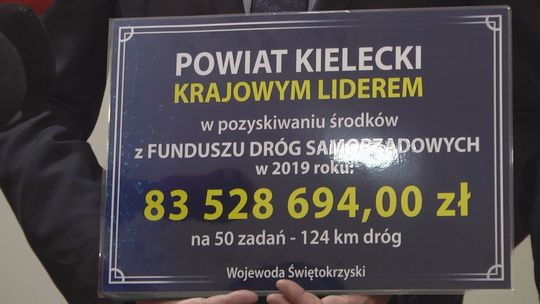 POWIAT KIELECKI
KRAJOWYM LIDEREM
w pozyskiwaniu środków
z FUNDUSZU DRÓG SAMORZĄDOWYCH
w 2019 roku:
83 528 694,00 zł
na 50 zadań - 124 km dróg
Wojewoda Świętokrzyski